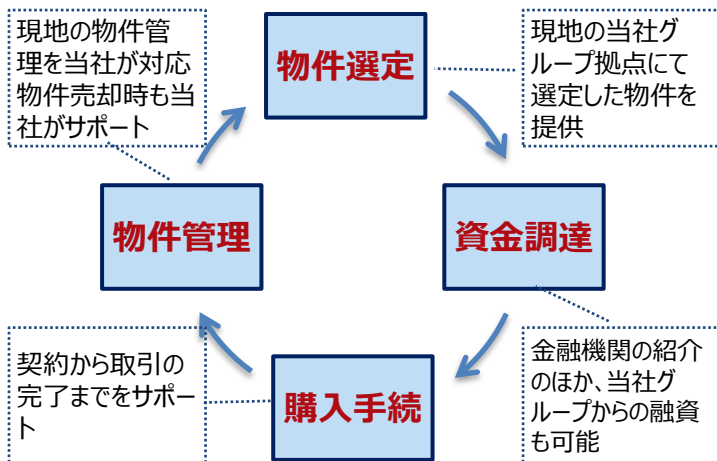 現地の物件管
理を当社が対応
物件売却時も当
社がサポート
物件選定
現地の当社グ
ループ拠点にて
選定した物件を
提供
物件管理
資金調達
契約から取引の
完了までをサポー
ト
購入手続
金融機関の紹介
のほか、当社グ
ループからの融資
も可能